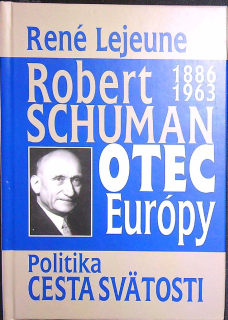 René Lejeune
Robert 1886
1963
SCHUMAN
OTEC
Európy
Politika
CESTA SVÄTOSTI